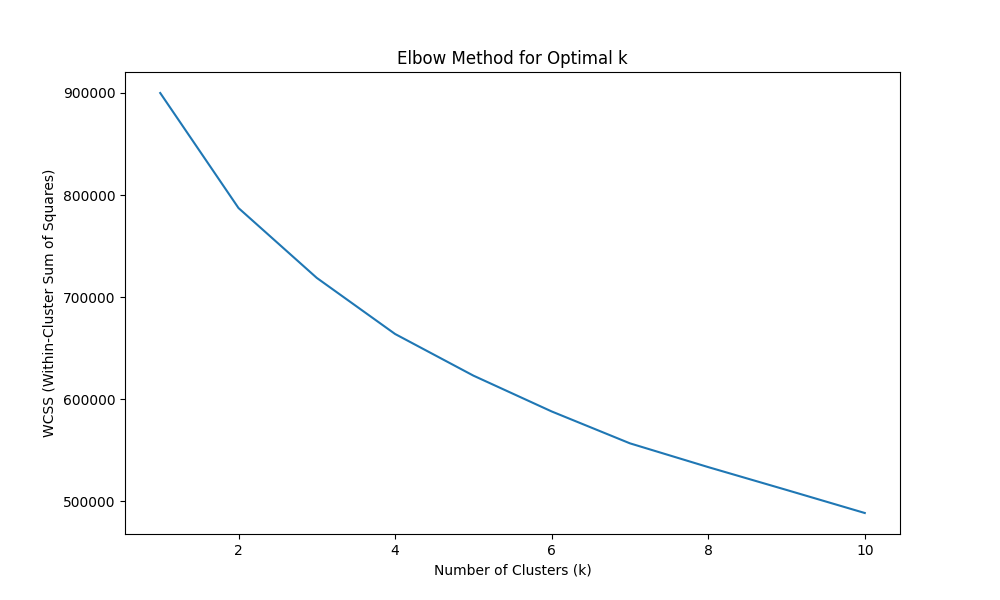 Elbow Method for Optimal k
900000
800000
700000
600000
500000
WCSS (Within-Cluster Sum of Squares)
2 4 6 8 10
Number of Clusters (k)